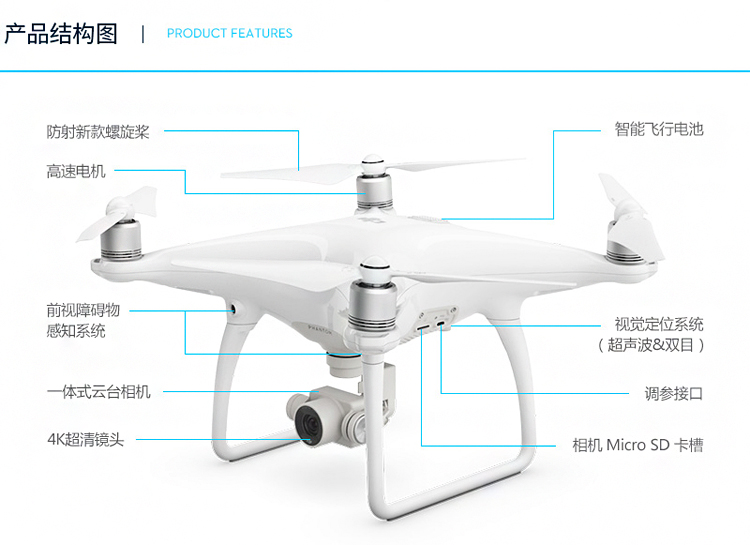 产品结构图 | PRODUCT FEATURES
防射新款螺旋桨
智能飞行电池
高速电机
前视障碍物
感知系统
PHANTOM
视觉定位系统
（超声波&双目）
一体式云台相机
调参接口
4K超清镜头
相机 Micro SD 卡槽